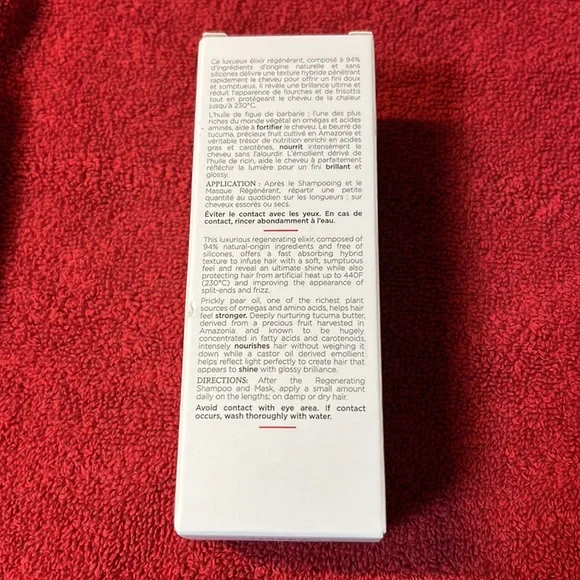 Ce luxueux élixir régénérant, composé à 94%
d'ingrédients d'origine naturelle et sans
silicones délivre une texture hybride pénétrant
rapidement le cheveu pour offrir un fini doux
et somptueux. Il révèle une brillance ultime et
réduit l'apparence de fourches et de frisottis
tout en protégeant le cheveu de la chaleur
jusqu'à 230°C.
L'huile de figue de barbarie ; l'une des plus
riches du monde végétal en omégas et acides
aminés, aide à fortifier le cheveu. Le beurre de
tucuma, précieux fruit cultivé en Amazonie et
véritable trésor de nutrition enrichi en acides
gras et carotènes, nourrit intensément le
cheveu sans l'alourdir. L'émollient dérivé de
l'huile de ricin, aide le cheveu à parfaitement
réfléchir la lumière pour un fini brillant et
glossy.
APPLICATION : Après le Shampooing et le
Masque Régénérant, répartir une petite
quantité au quotidien sur les longueurs ; sur
cheveux essorés ou secs.
Éviter le contact avec les yeux. En cas de
contact, rincer abondamment à l'eau.
This luxurious regenerating elixir, composed of
94% natural-origin ingredients and free of
silicones, offers a fast absorbing hybrid
texture to infuse hair with a soft, sumptuous
feel and reveal an ultimate shine while also
protecting hair from artificial heat up to 440F
(230°C) and improving the appearance of
split-ends and frizz.
Prickly pear oil, one of the richest plant
sources of omegas and amino acids, helps hair
feel stronger. Deeply nurturing tucuma butter,
derived from a precious fruit harvested in
Amazonia and known to be hugely
concentrated in fatty acids and carotenoids,
intensely nourishes hair without weighing it
down while a castor oil derived emollient
helps reflect light perfectly to create hair that
appears to shine with glossy brilliance.
DIRECTIONS: After the Regenerating
Shampoo and Mask, apply a small amount
daily on the lengths; on damp or dry hair.
Avoid contact with eye area. If contact
occurs, wash thoroughly with water.